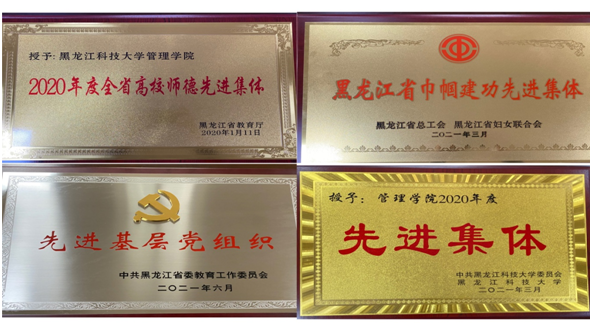 授予：黑龙江科技大学管理学院
2020年度全省高校师德先进集体
黑龙江省教育厅
2020年1月11日
黑龙江省巾帼建功先进集体
黑龙江省总工会 黑龙江省妇女联合会
二〇二一年三月
先进基层党组织
中共黑龙江省委教育工作委员会
二〇二一年六月
授予：管理学院2020年度
先进集体
中共黑龙江科技大学委员会
黑龙江科技大学
二〇二一年三月